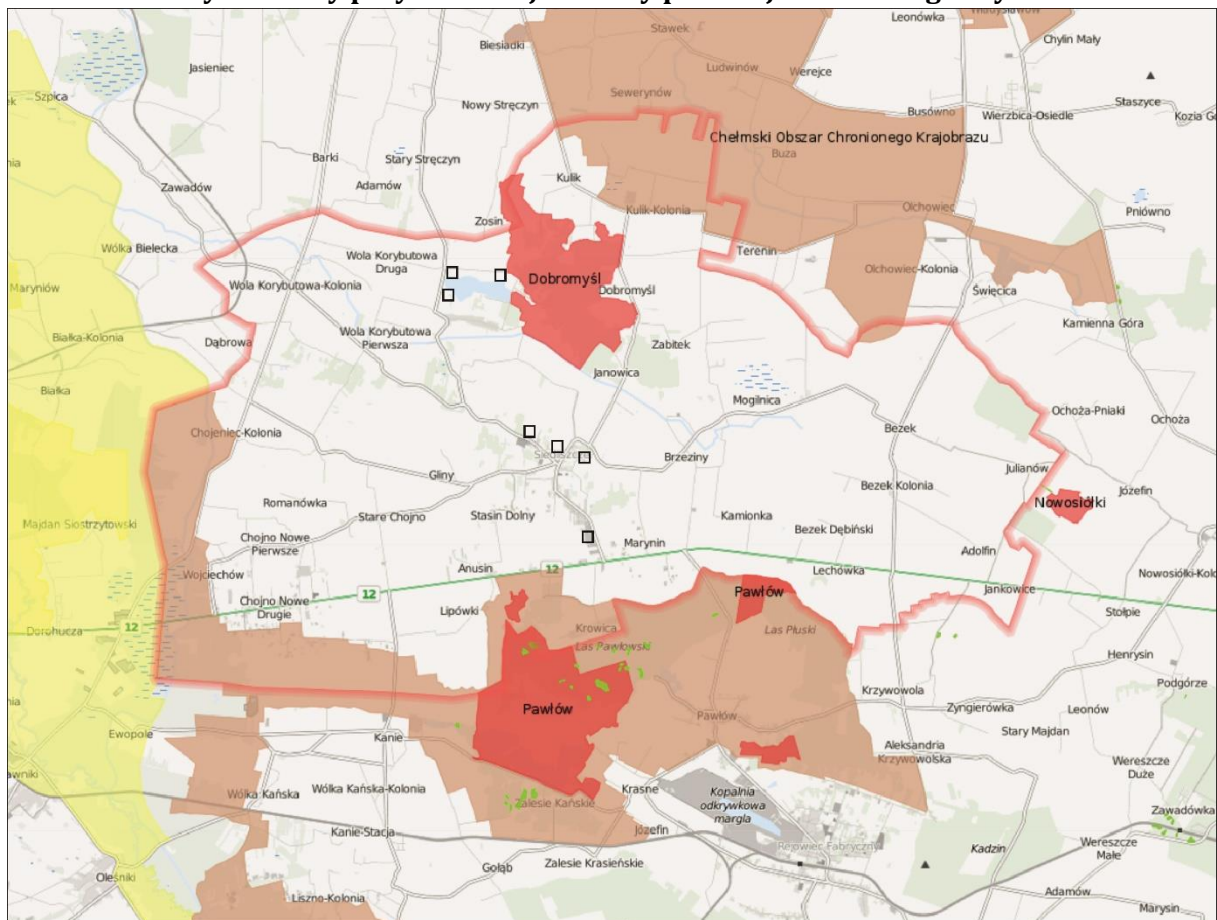 Leonówka
Stawek
Chylin Mały
Biesiadki
Jasieniec
Ludwinów
Werejce
Szpica
Sewerynów
Staszyce
Nowy Stręczyn
Busówno
Wierzbica-Osiedle
Chełmski Obszar Chronionego Krajobrazu
Buza
Barki
Stary Stręczyn
Adamów
Kulik
Zawadów
Kulik-Kolonia
Olchowiec
Pniówno
Zosin
Wólka Bielecka
Terenin
Wola Korybutowa
Druga
Olchowiec-Kolonia
Dobromyśl
Maryniów
Wola Korybutowa-Kolonia
Dobromyśl
Święcica
Białka-Kolonia
Dąbrowa
Wola Korybutowa
Pierwsza
Zabitek
Kamienna Góra
Janowica
Białka
Mogilnica
Ochoża-Pniaki
Ochoża
Chojeniec-Kolonia
Bezek
Siedliszcze
Brzeziny
Gliny
Julianów
Bezek Kolonia
Józefin
Romanówka
Nowosiółki
Stare Chojno
Stasin Dolny
Kamionka
Majdan Siostrzytowski
Bezek Dębiński
Chojno Nowe
Pierwsze
Marynin
Adolfin
Anusin
Wojciechów
12
Lechówka
Pawłów
Jankowice
Chojno Nowe
Drugie
12
Lipówki
Stołpie
Dorohucza
12
Krowica
Las Pawłowski
Las Płuski
Henrysin
Krzywowola
Podgórze
Pawłów
Pawłów
Zyngierówka
Leonów
Ewopole
Kanie
Stary Majdan
Aleksandria
Krzywowolska
Wereszcze
Duże
Wólka Kańska
Wólka Kańska-Kolonia
Krasne
Kopalnia
odkrywkowa
margla
Zalesie Kańskie
Zawadówka
Kanie-Stacja
Józefin
Rejowiec Fabryczny
Kadzin
Wereszcze
Małe
Gołąb
Zalesie Krasieńskie
Oleśniki
Liszno-Kolonia
Adamów
Marysin